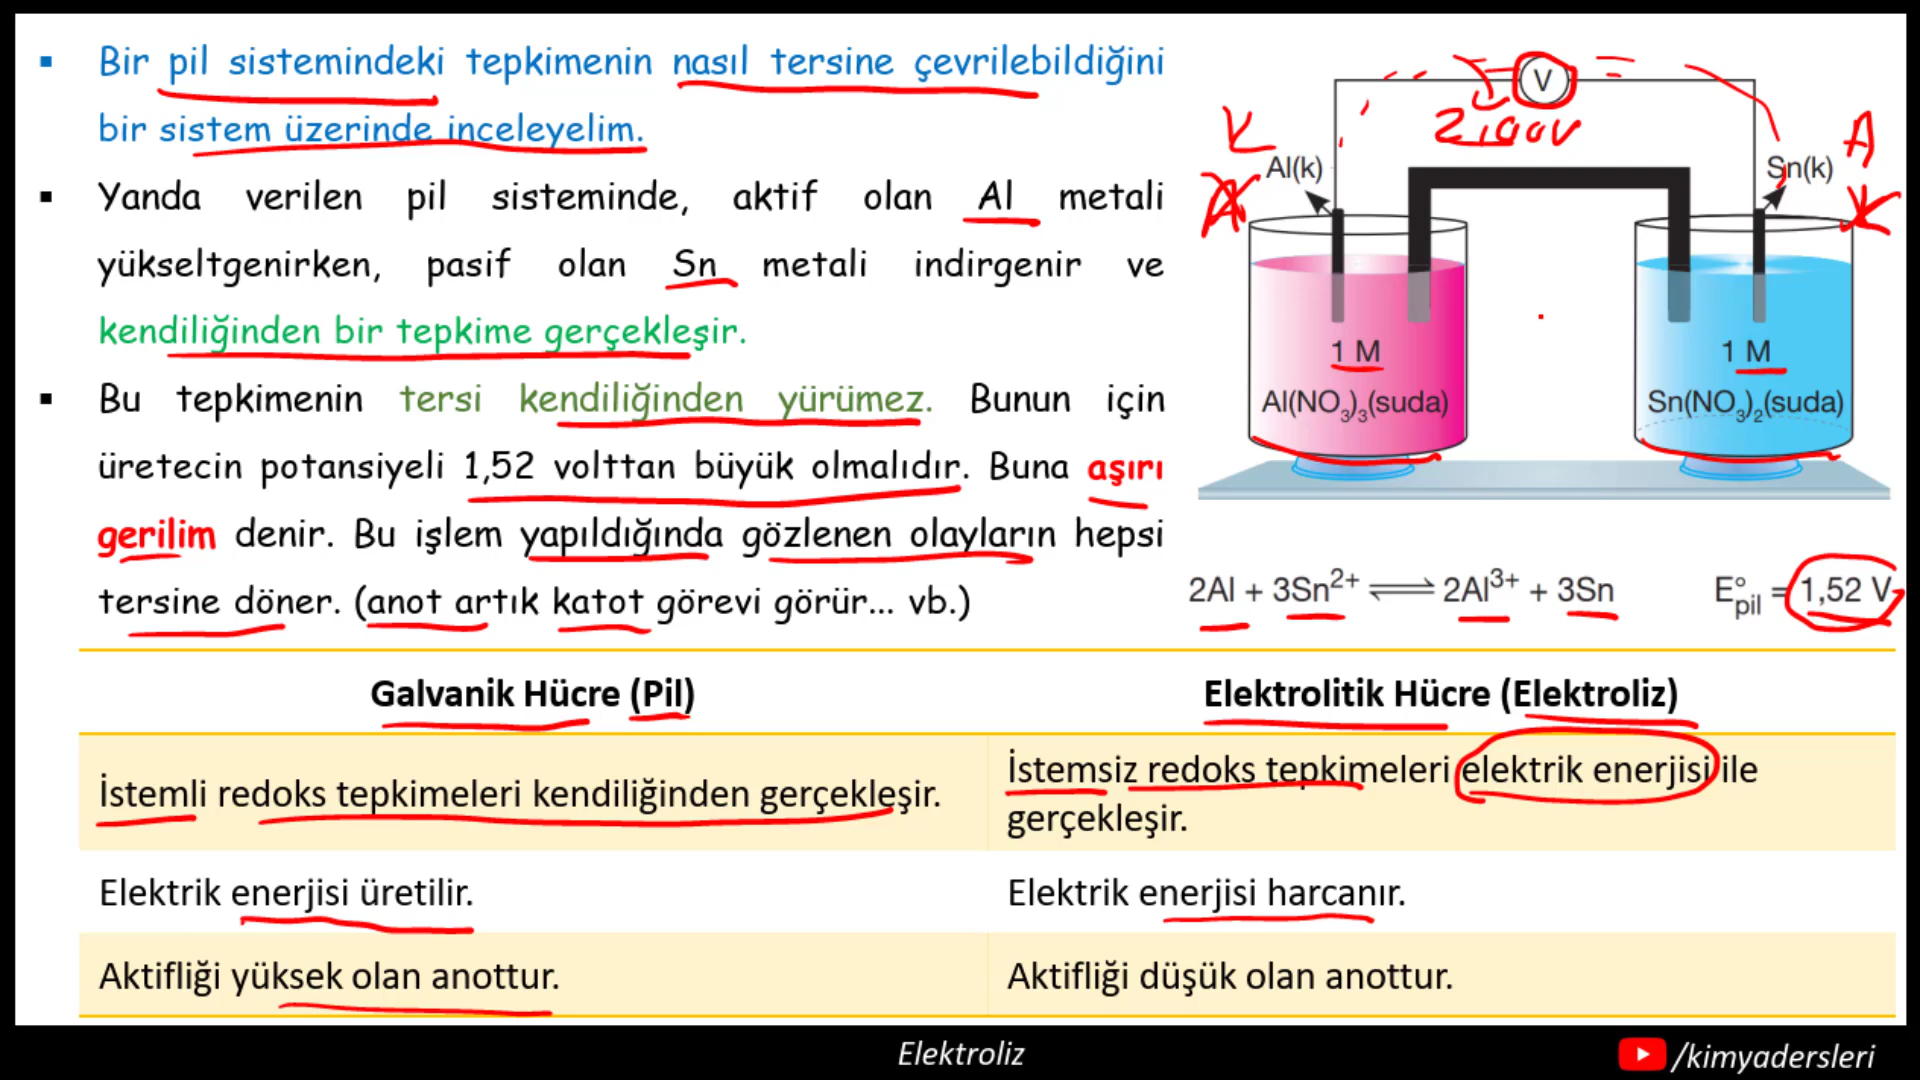 Bir pil sistemindeki tepkimenin nasıl tersine çevrilebildiğini
bir sistem üzerinde inceleyelim.
Yanda verilen pil sisteminde, aktif olan Al metali
yükseltgenirken, pasif olan Sn metali indirgenir ve
kendiliğinden bir tepkime gerçekleşir.
Bu tepkimenin tersi kendiliğinden yürümez. Bunun için
üretecin potansiyeli 1,52 volttan büyük olmalıdır. Buna aşırı
gerilim denir. Bu işlem yapıldığında gözlenen olayların hepsi
tersine döner. (anot artık katot görevi görür... vb.)
V
2,00V
K
A
Al(k)
Sn(k)
A
K
1 M
Al(NO3)3(suda)
1 M
Sn(NO3)2(suda)
2Al + 3Sn²⁺ ⇌ 2Al³⁺ + 3Sn E°pil = 1,52 V
Galvanik Hücre (Pil)
Elektrolitik Hücre (Elektroliz)
İstemli redoks tepkimeleri kendiliğinden gerçekleşir.
İstemsiz redoks tepkimeleri elektrik enerjisi ile
gerçekleşir.
Elektrik enerjisi üretilir.
Elektrik enerjisi harcanır.
Aktifliği yüksek olan anottur.
Aktifliği düşük olan anottur.
Elektroliz
/kimyadersleri